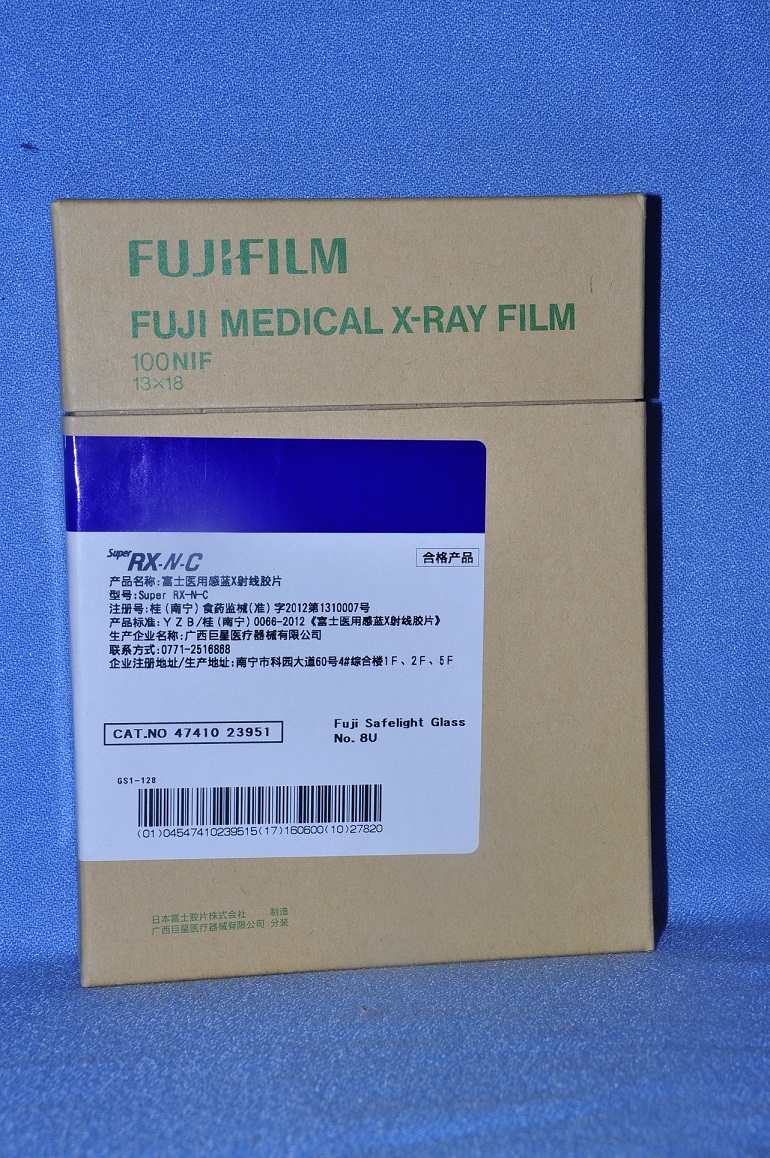 FUJIFILM
FUJI MEDICAL X-RAY FILM
100NIF
13×18
Super RX-N-C
合格产品
产品名称:富士医用感蓝X射线胶片
型号:Super RX-N-C
注册号:桂(南宁)食药监械(准)字2012第1310007号
产品标准:YZB/桂(南宁)0066-2012《富士医用感蓝X射线胶片》
生产企业名称:广西巨星医疗器械有限公司
联系方式:0771-2516888
企业注册地址/生产地址:南宁市科园大道60号4#综合楼1F、2F、5F
CAT.NO 47410 23951
Fuji Safelight Glass
No. 8U
GS1-128
(01)04547410239515(17)160600(10)27820
日本富士胶片株式会社 制造
广西巨星医疗器械有限公司 分装